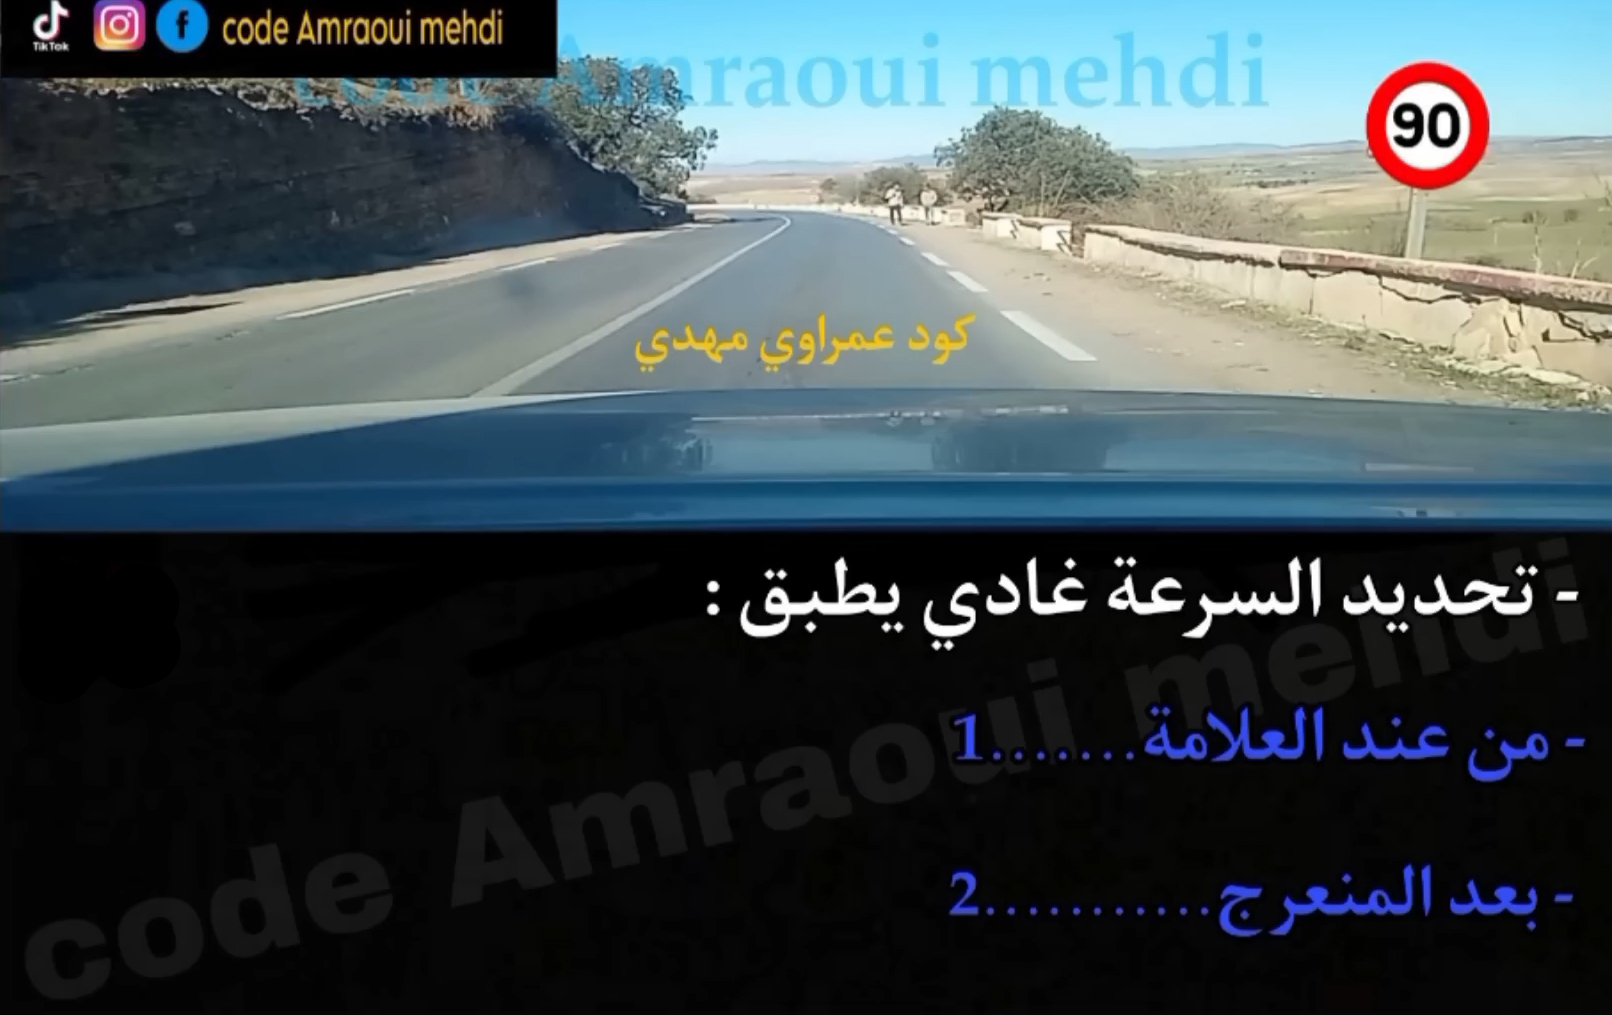 TikTok
code Amraoui mehdi
code Amraoui mehdi
90
كود عمراوي مهدي
- تحديد السرعة غادي يطبق :
- من عند العلامة.......1
- بعد المنعرج...........2
code Amraoui mehdi